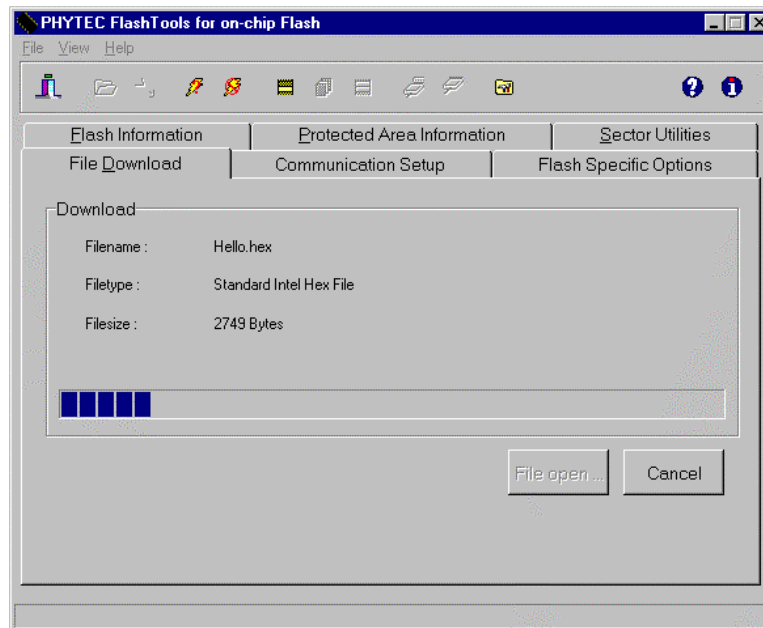 PHYTEC FlashTools for on-chip Flash
File View Help
Flash Information Protected Area Information Sector Utilities
File Download Communication Setup Flash Specific Options
Download
Filename : Hello.hex
Filetype : Standard Intel Hex File
Filesize : 2749 Bytes
File open ... Cancel